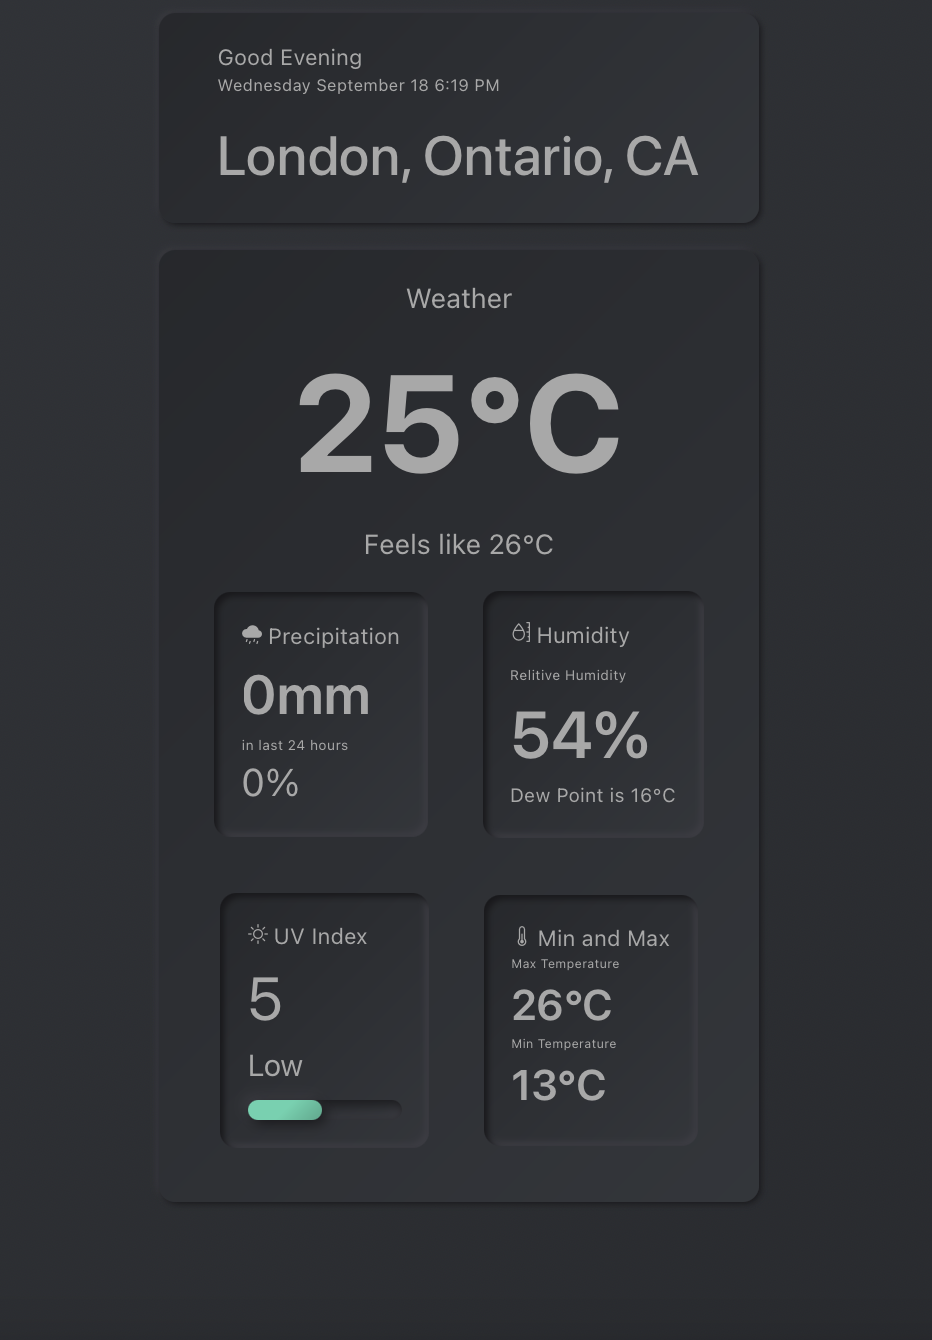 Good Evening
Wednesday September 18 6:19 PM
London, Ontario, CA
Weather
25°C
Feels like 26°C
Precipitation
0mm
in last 24 hours
0%
Humidity
Relitive Humidity
54%
Dew Point is 16°C
UV Index
5
Low
Min and Max
Max Temperature
26°C
Min Temperature
13°C